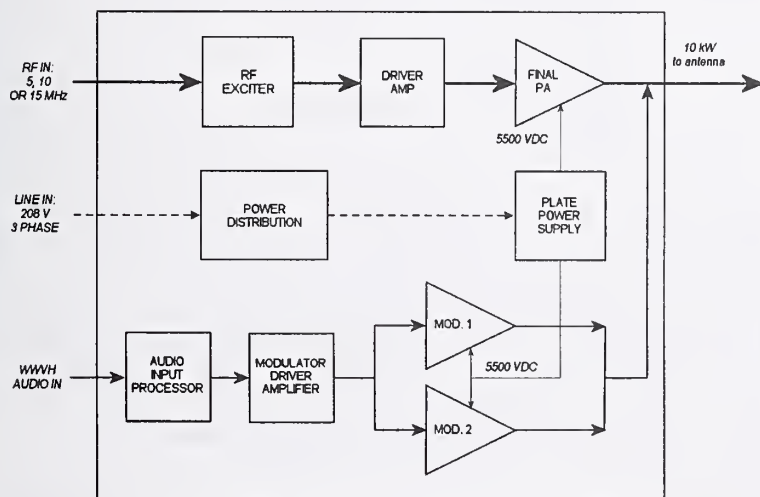 RF IN:
5, 10
OR 15 MHz
RF
EXCITER
DRIVER
AMP
FINAL
PA
10 kW
to antenna
5500 VDC
LINE IN:
208 V
3 PHASE
POWER
DISTRIBUTION
PLATE
POWER
SUPPLY
WWVH
AUDIO IN
AUDIO
INPUT
PROCESSOR
MODULATOR
DRIVER
AMPLIFIER
MOD. 1
5500 VDC
MOD. 2